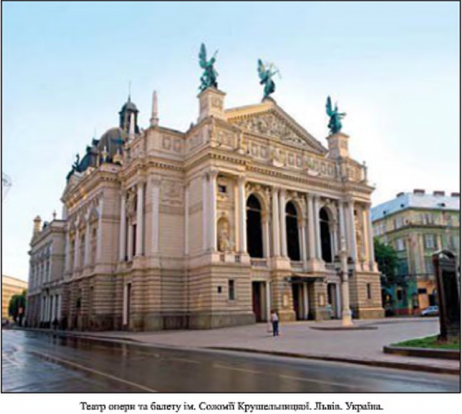 Театр опери та балету ім. Соломії Крушельницької. Львів. Україна.